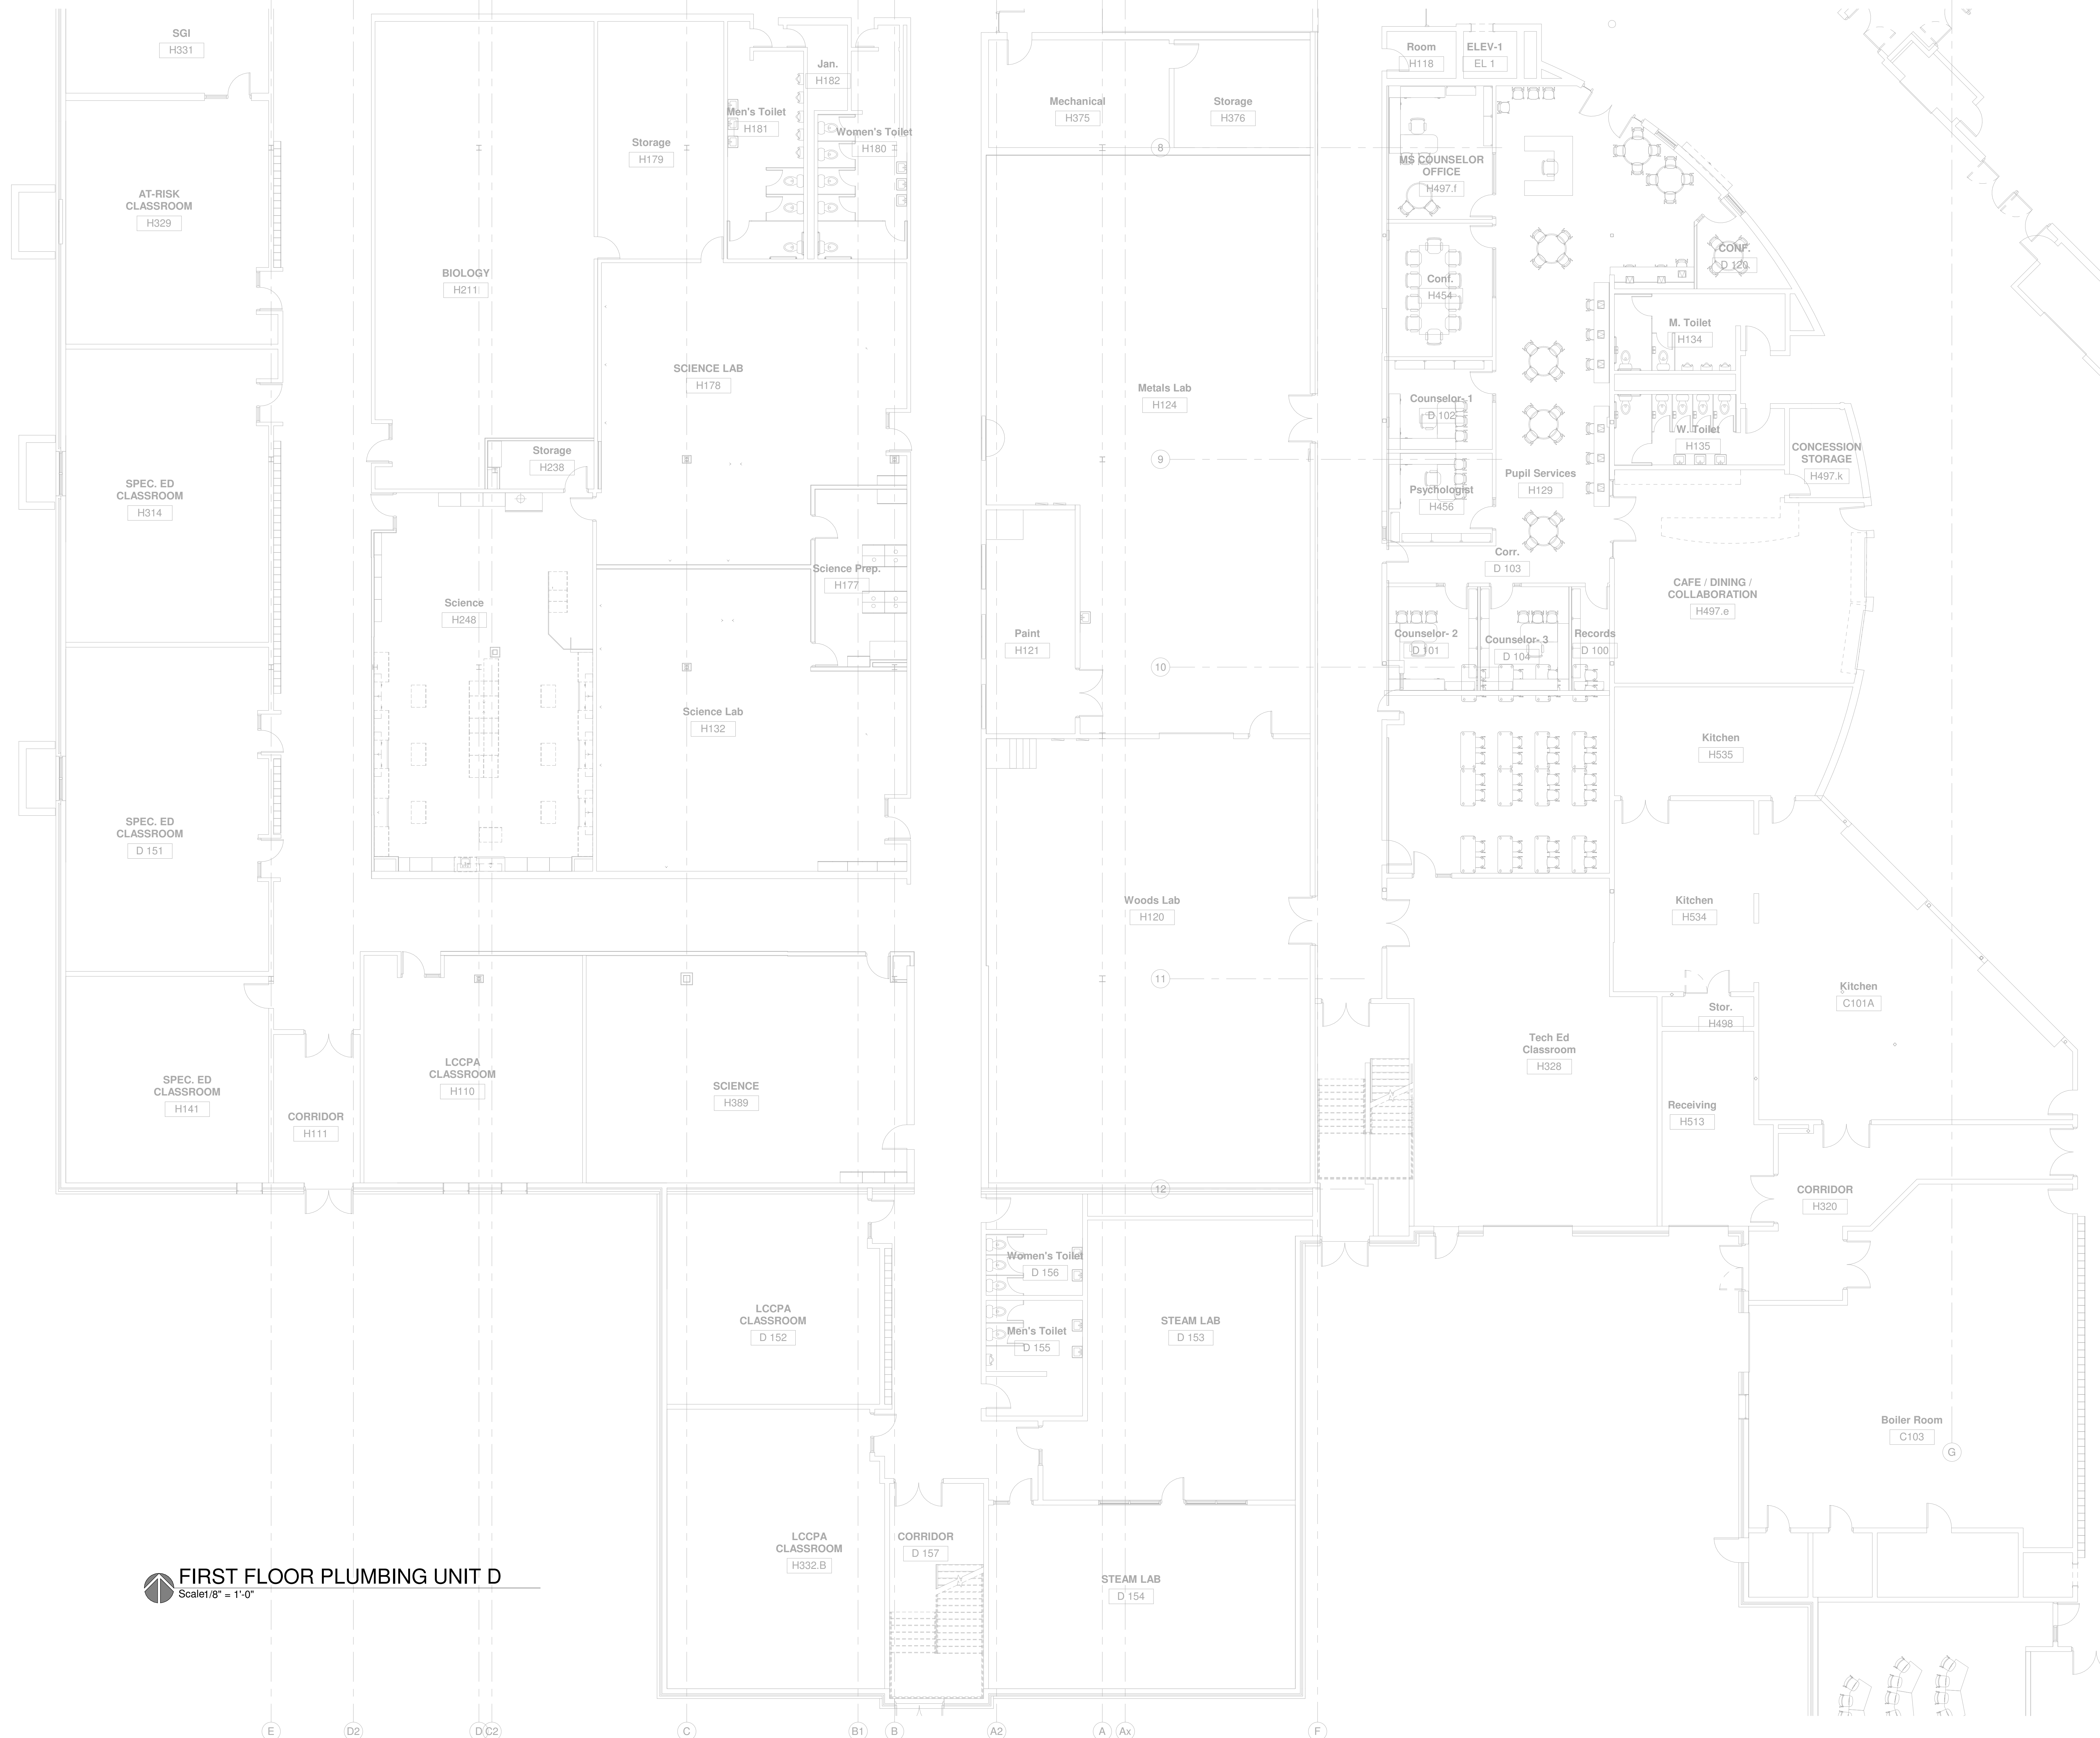 SGI
H331
AT-RISK
CLASSROOM
H329
SPEC. ED
CLASSROOM
H314
SPEC. ED
CLASSROOM
D 151
SPEC. ED
CLASSROOM
H141
CORRIDOR
H111
BIOLOGY
H211
Storage
H179
Men's Toilet
H181
Jan.
H182
Women's Toilet
H180
SCIENCE LAB
H178
Storage
H238
Science
H248
Science Prep.
H177
Science Lab
H132
LCCPA
CLASSROOM
H110
SCIENCE
H389
LCCPA
CLASSROOM
D 152
LCCPA
CLASSROOM
H332.B
CORRIDOR
D 157
Mechanical
H375
Storage
H376
8
Metals Lab
H124
9
Paint
H121
10
Woods Lab
H120
11
12
Women's Toilet
D 156
Men's Toilet
D 155
STEAM LAB
D 153
STEAM LAB
D 154
Room
H118
ELEV-1
EL 1
MS COUNSELOR
OFFICE
H497.f
Conf.
H454
Counselor- 1
D 102
Psychologist
H456
Pupil Services
H129
Corr.
D 103
Counselor- 2
D 101
Counselor- 3
D 104
Records
D 100
CONF.
D 120
M. Toilet
H134
W. Toilet
H135
CONCESSION
STORAGE
H497.k
CAFE / DINING /
COLLABORATION
H497.e
Kitchen
H535
Kitchen
H534
Kitchen
C101A
Stor.
H498
Tech Ed
Classroom
H328
Receiving
H513
CORRIDOR
H320
Boiler Room
C103
G
FIRST FLOOR PLUMBING UNIT D
Scale1/8" = 1'-0"
E
D2
D
C2
C
B1
B
A2
A
Ax
F